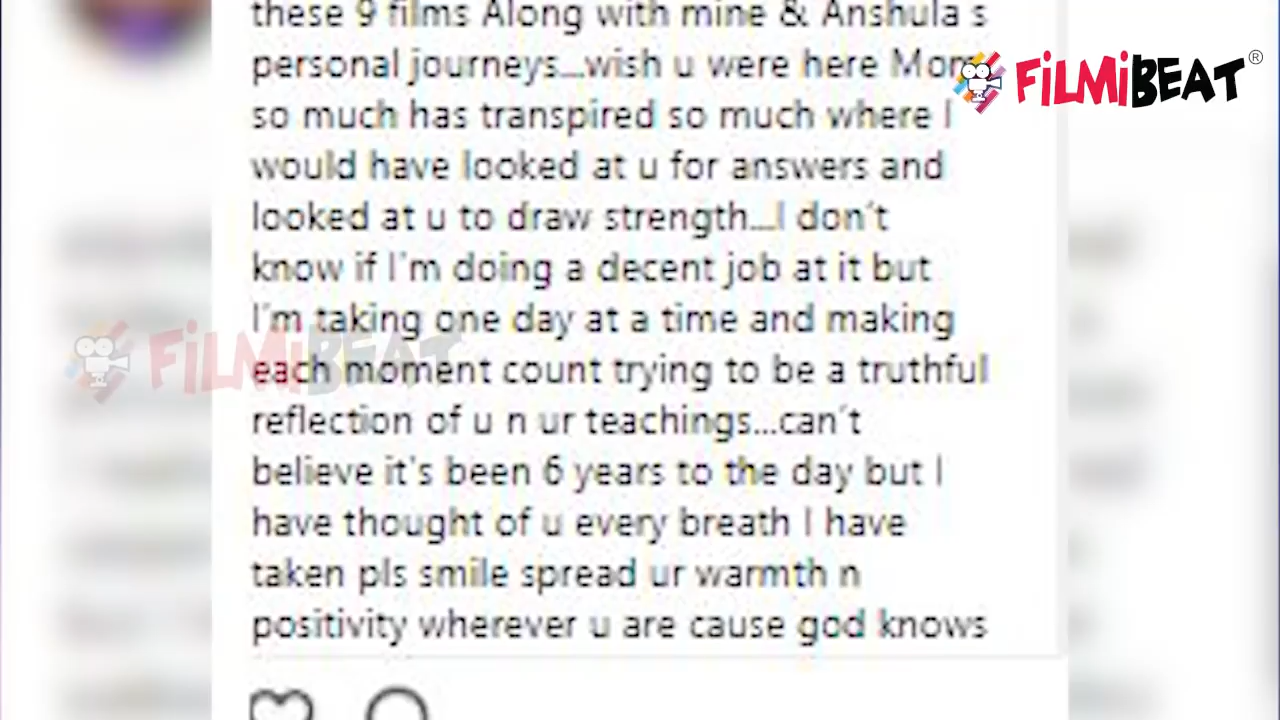 these 9 films Along with mine & Anshula s
personal journeys...wish u were here Mom
so much has transpired so much where I
would have looked at u for answers and
looked at u to draw strength...I don't
know if I'm doing a decent job at it but
I'm taking one day at a time and making
each moment count trying to be a truthful
reflection of u n ur teachings...can't
believe it's been 6 years to the day but I
have thought of u every breath I have
taken pls smile spread ur warmth n
positivity wherever u are cause god knows
FiLMiBEAT®
FiLMiBEAT